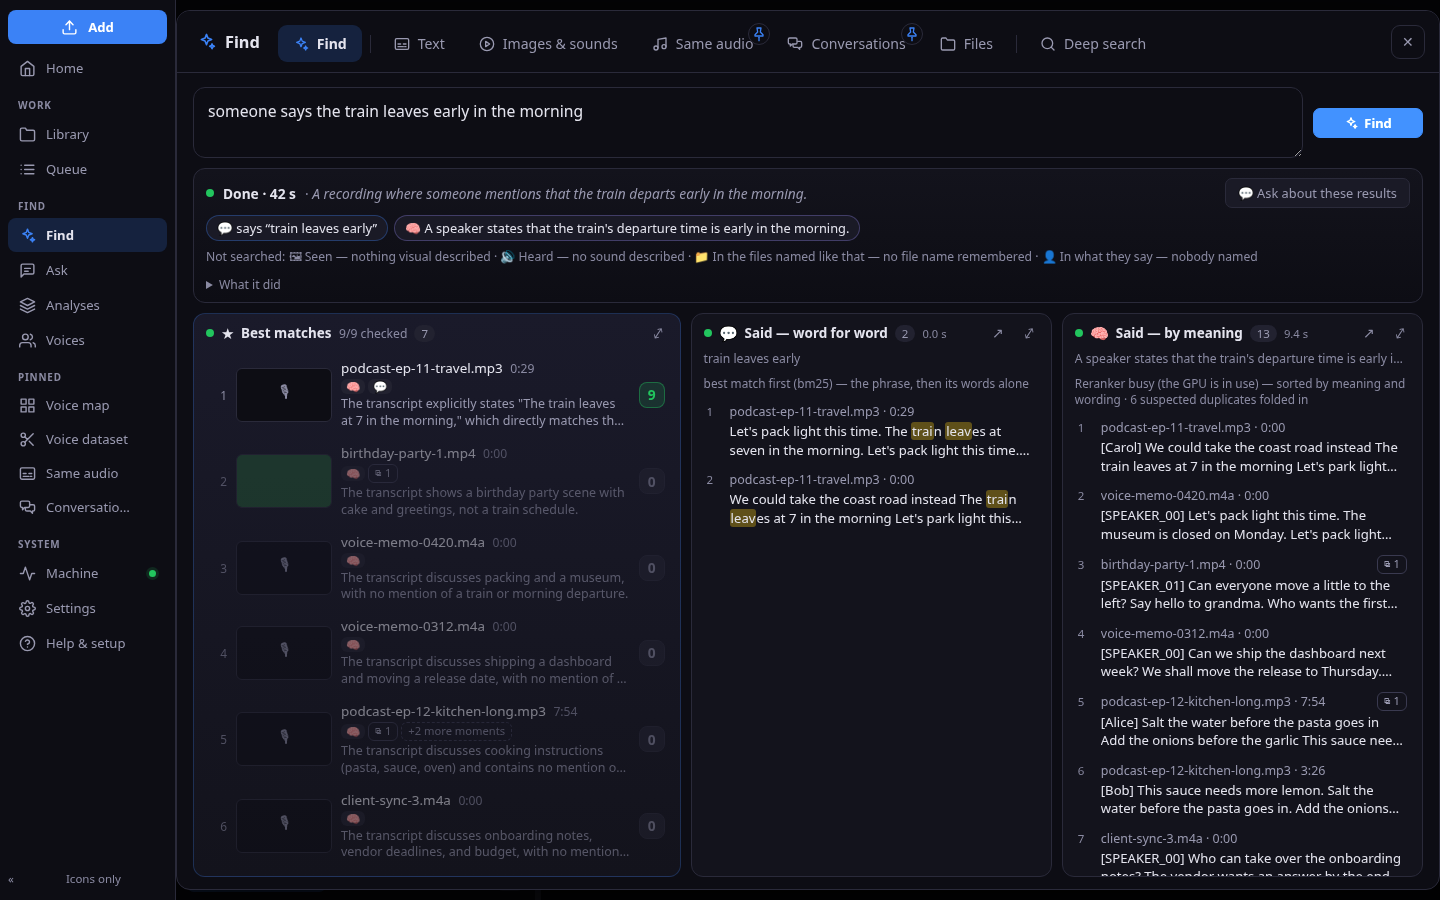 Add
Home
WORK
Library
Queue
FIND
Find
Ask
Analyses
Voices
PINNED
Voice map
Voice dataset
Same audio
Conversatio...
SYSTEM
Machine
Settings
Help & setup
«
Icons only
Find
Find
Text
Images & sounds
Same audio
Conversations
Files
Deep search
someone says the train leaves early in the morning
Find
Done · 42 s · A recording where someone mentions that the train departs early in the morning.
Ask about these results
says “train leaves early”
A speaker states that the train's departure time is early in the morning.
Not searched: Seen — nothing visual described · Heard — no sound described · In the files named like that — no file name remembered · In what they say — nobody named
What it did
Best matches 9/9 checked 7
1
podcast-ep-11-travel.mp3 0:29
The transcript explicitly states "The train leaves
at 7 in the morning," which directly matches th...
9
2
birthday-party-1.mp4 0:00
1
The transcript shows a birthday party scene with
cake and greetings, not a train schedule.
0
3
voice-memo-0420.m4a 0:00
The transcript discusses packing and a museum,
with no mention of a train or morning departure.
0
4
voice-memo-0312.m4a 0:00
The transcript discusses shipping a dashboard
and moving a release date, with no mention of ...
0
5
podcast-ep-12-kitchen-long.mp3 7:54
1 +2 more moments
The transcript discusses cooking instructions
(pasta, sauce, oven) and contains no mention o...
0
6
client-sync-3.m4a 0:00
The transcript discusses onboarding notes,
vendor deadlines, and budget, with no mention...
0
Said — word for word 2 0.0 s
train leaves early
best match first (bm25) — the phrase, then its words alone
1
podcast-ep-11-travel.mp3 · 0:29
Let's pack light this time. The train leaves at
seven in the morning. Let's pack light this time....
2
podcast-ep-11-travel.mp3 · 0:00
We could take the coast road instead The train
leaves at 7 in the morning Let's park light this...
Said — by meaning 13 9.4 s
A speaker states that the train's departure time is early i...
Reranker busy (the GPU is in use) — sorted by meaning and
wording · 6 suspected duplicates folded in
1
podcast-ep-11-travel.mp3 · 0:00
[Carol] We could take the coast road instead The
train leaves at 7 in the morning Let's park light...
2
voice-memo-0420.m4a · 0:00
[SPEAKER_00] Let's pack light this time. The
museum is closed on Monday. Let's pack light...
3
birthday-party-1.mp4 · 0:00
1
[SPEAKER_01] Can everyone move a little to the
left? Say hello to grandma. Who wants the first...
4
voice-memo-0312.m4a · 0:00
[SPEAKER_00] Can we ship the dashboard next
week? We shall move the release to Thursday....
5
podcast-ep-12-kitchen-long.mp3 · 7:54
1
[Alice] Salt the water before the pasta goes in
Add the onions before the garlic This sauce nee...
6
podcast-ep-12-kitchen-long.mp3 · 3:26
[Bob] This sauce needs more lemon. Salt the
water before the pasta goes in. Add the onions...
7
client-sync-3.m4a · 0:00
[SPEAKER_00] Who can take over the onboarding
notes? The vendor wants an answer by the end